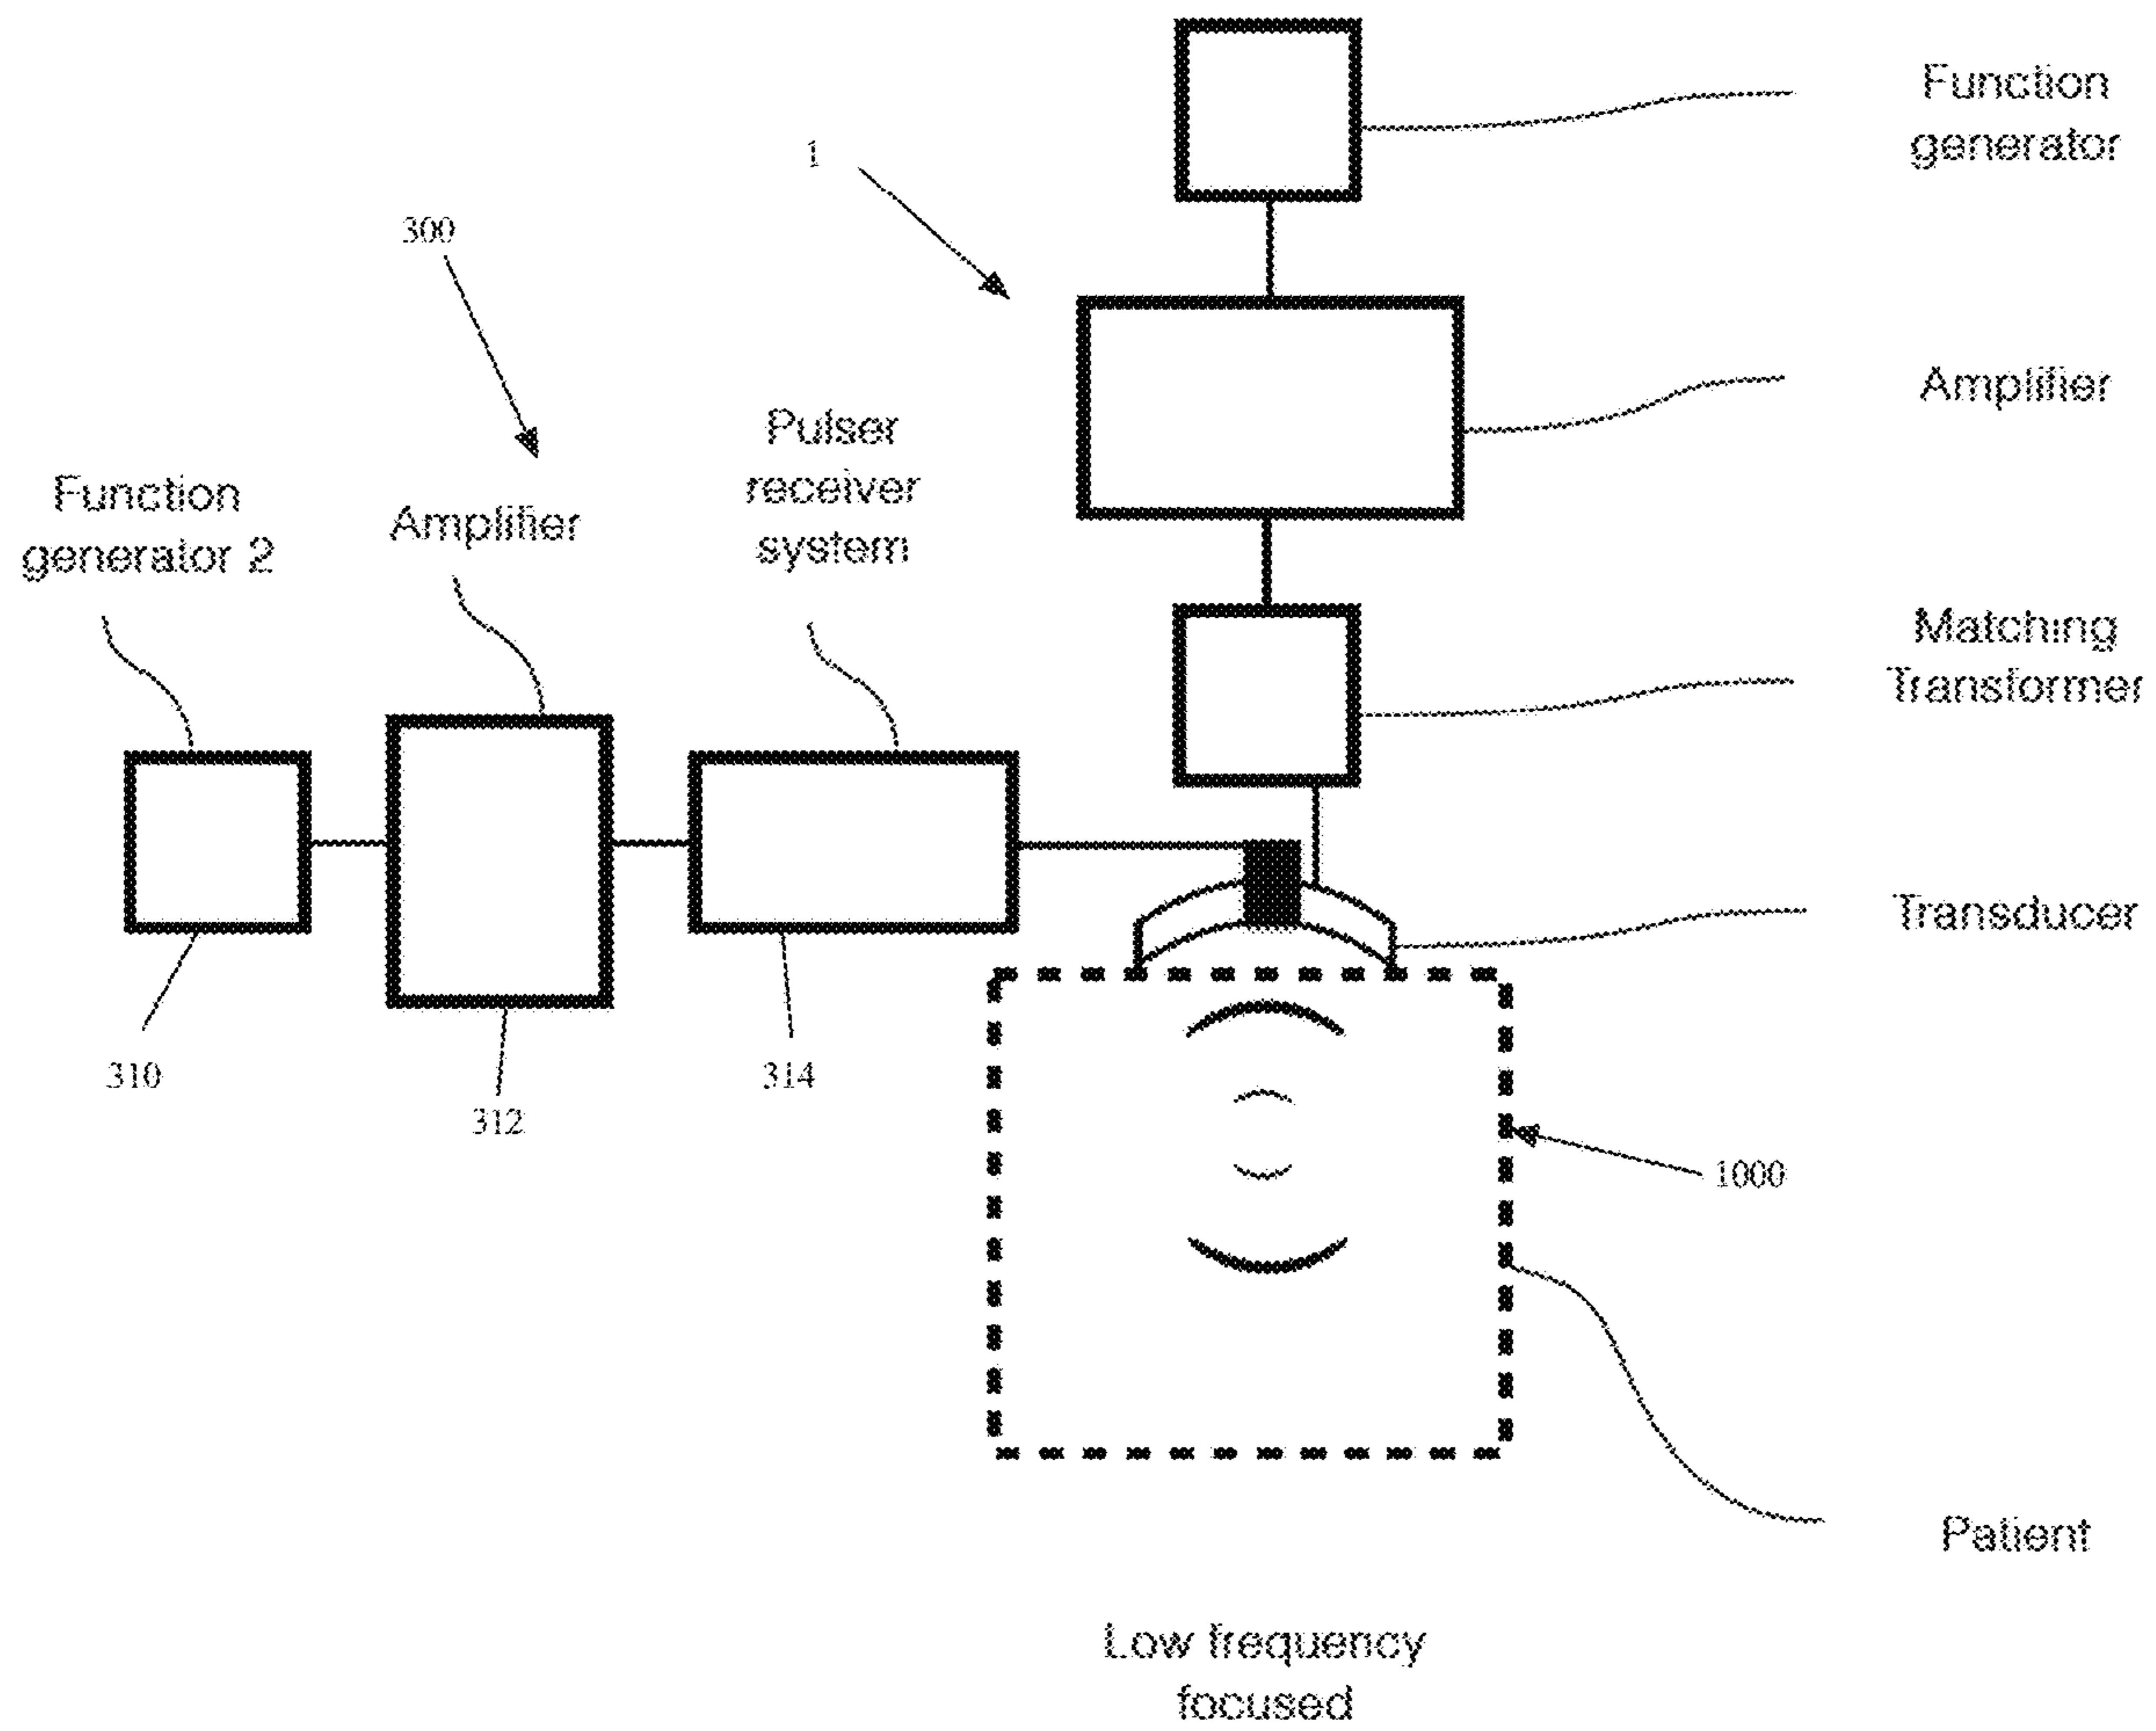 Function
generator
1
300
Amplifier
Pulser
receiver
system
Function
generator 2
Amplifier
Matching
Transformer
Transducer
310
312
314
1000
Patient
Low frequency
focused